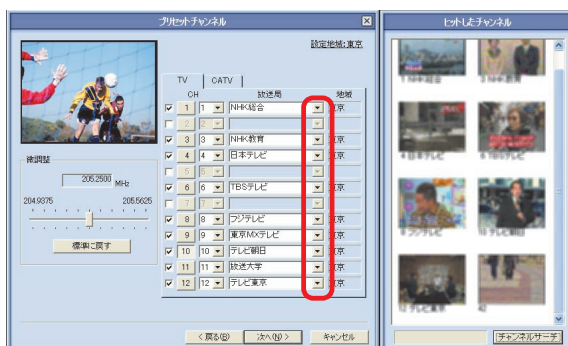 プリセットチャンネル
設定地域:東京
TV CATV
CH 放送局 地域
1 1 NHK総合 東京
2 2
3 3 NHK教育 東京
4 4 日本テレビ 東京
5 5
6 6 TBSテレビ 東京
7 7
8 8 フジテレビ 東京
9 9 東京MXテレビ 東京
10 10 テレビ朝日 東京
11 11 放送大学 東京
12 12 テレビ東京 東京
微調整
205.2500 MHz
204.9375 205.5625
標準に戻す
< 戻る(B) 次へ(N) > キャンセル
ヒットしたチャンネル
1 NHK総合 3 NHK教育
4 日本テレビ 6 TBSテレビ
8 フジテレビ 10 テレビ朝日
12 テレビ東京 42
チャンネルサーチ